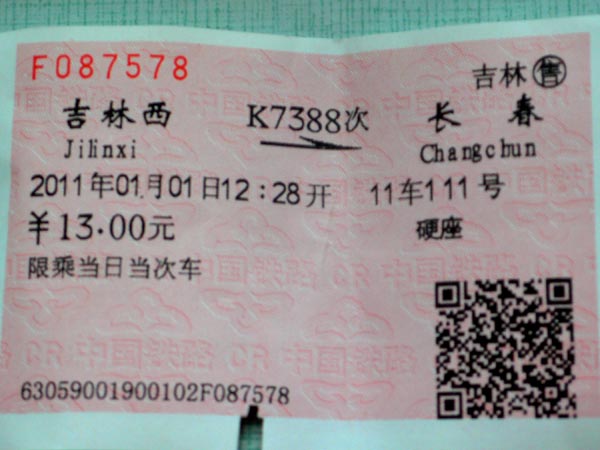 F087578
吉林 售
吉林西 K7388次 长春
Jilinxi Changchun
2011年01月01日12:28开 11车111号
￥13.00元 硬座
限乘当日当次车
63059001900102F087578